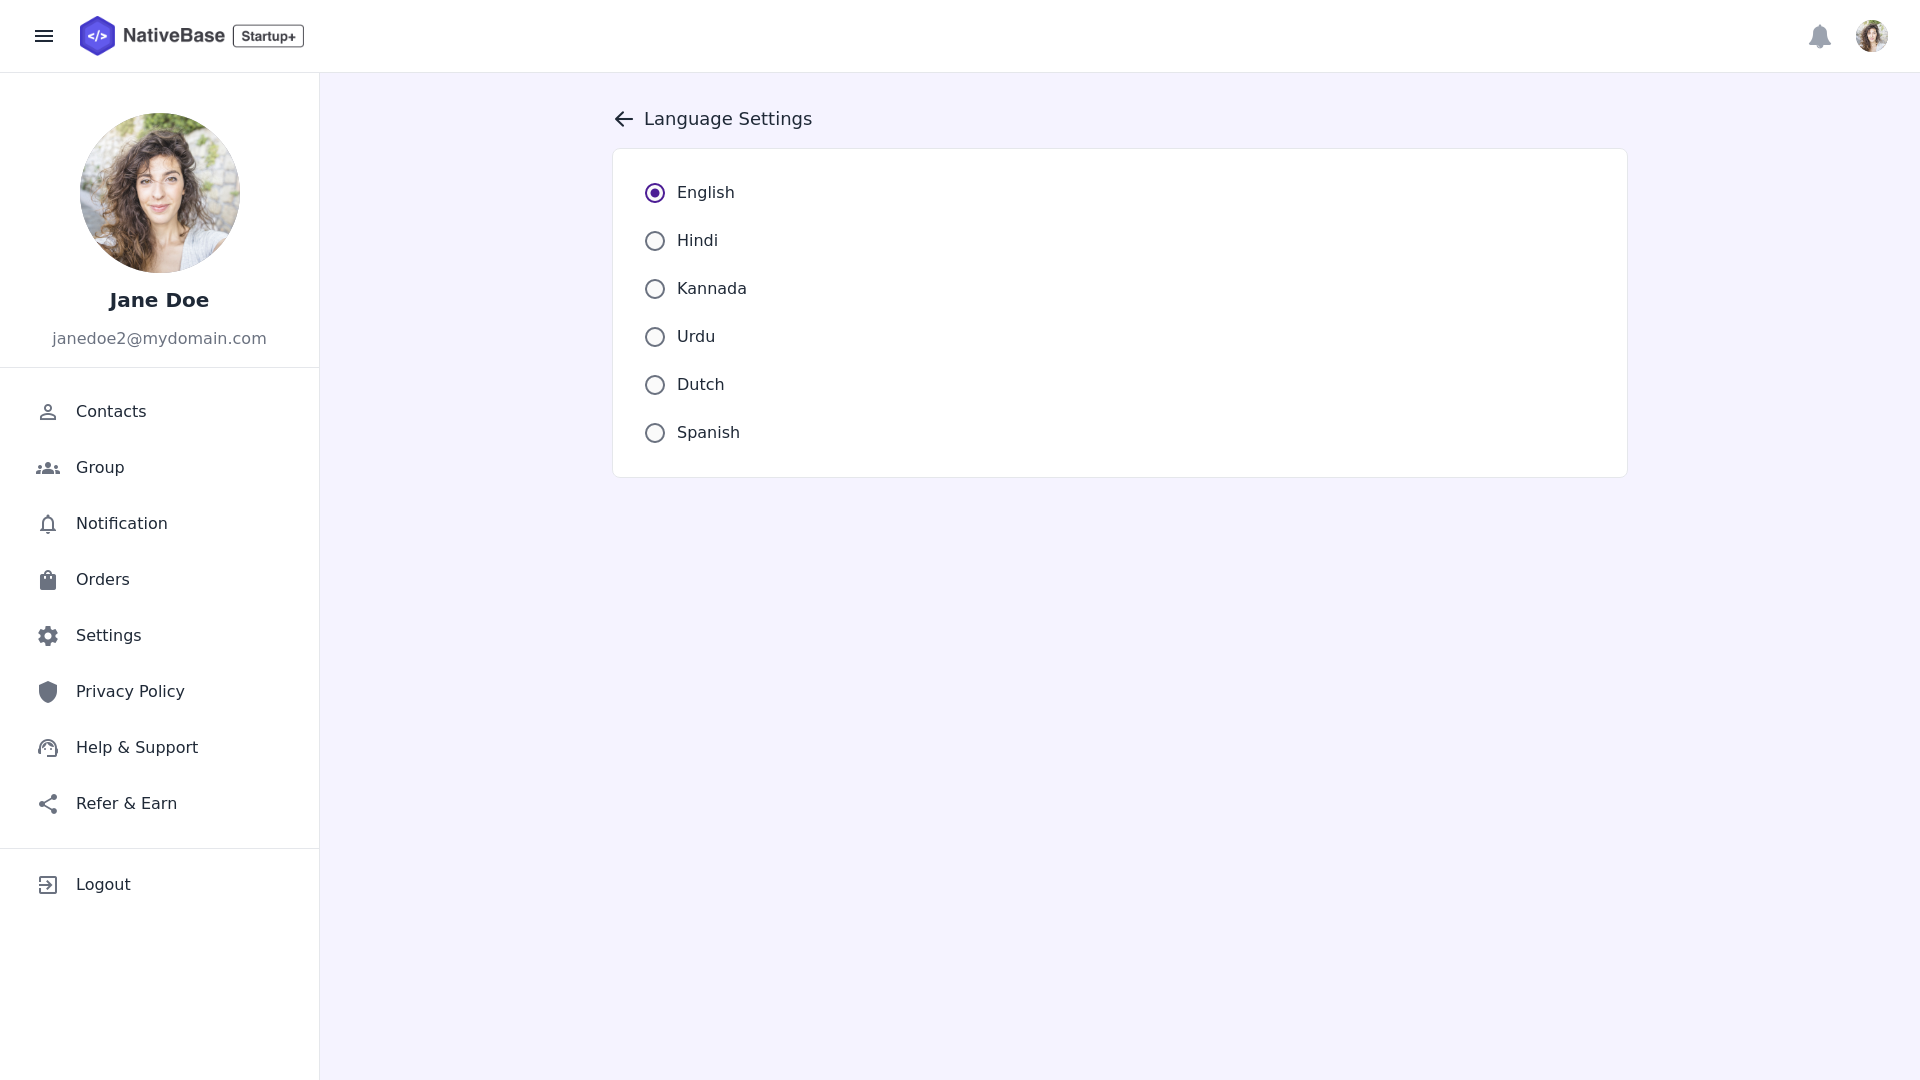 </> NativeBase Startup+
Jane Doe
janedoe2@mydomain.com
Contacts
Group
Notification
Orders
Settings
Privacy Policy
Help & Support
Refer & Earn
Logout
Language Settings
English
Hindi
Kannada
Urdu
Dutch
Spanish